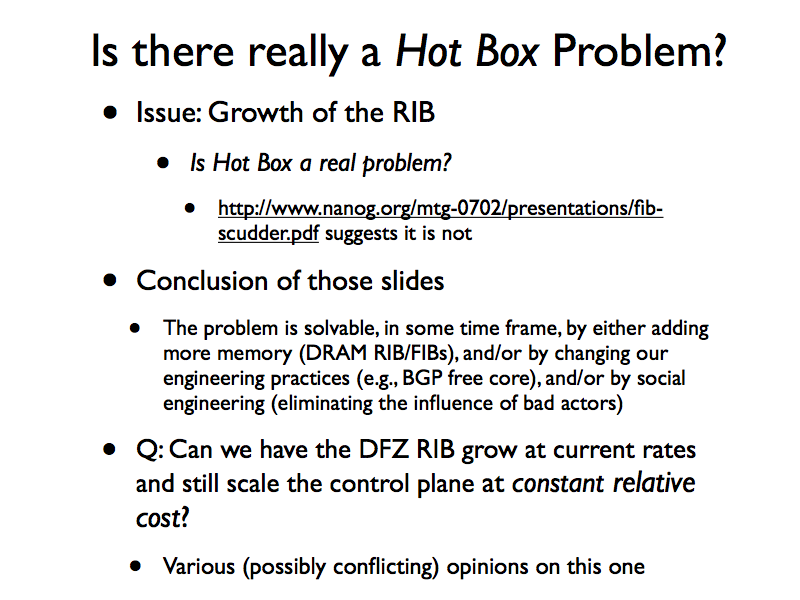 Is there really a Hot Box Problem?
• Issue: Growth of the RIB
• Is Hot Box a real problem?
• http://www.nanog.org/mtg-0702/presentations/fib-
scudder.pdf suggests it is not
• Conclusion of those slides
• The problem is solvable, in some time frame, by either adding
more memory (DRAM RIB/FIBs), and/or by changing our
engineering practices (e.g., BGP free core), and/or by social
engineering (eliminating the influence of bad actors)
• Q: Can we have the DFZ RIB grow at current rates
and still scale the control plane at constant relative
cost?
• Various (possibly conflicting) opinions on this one